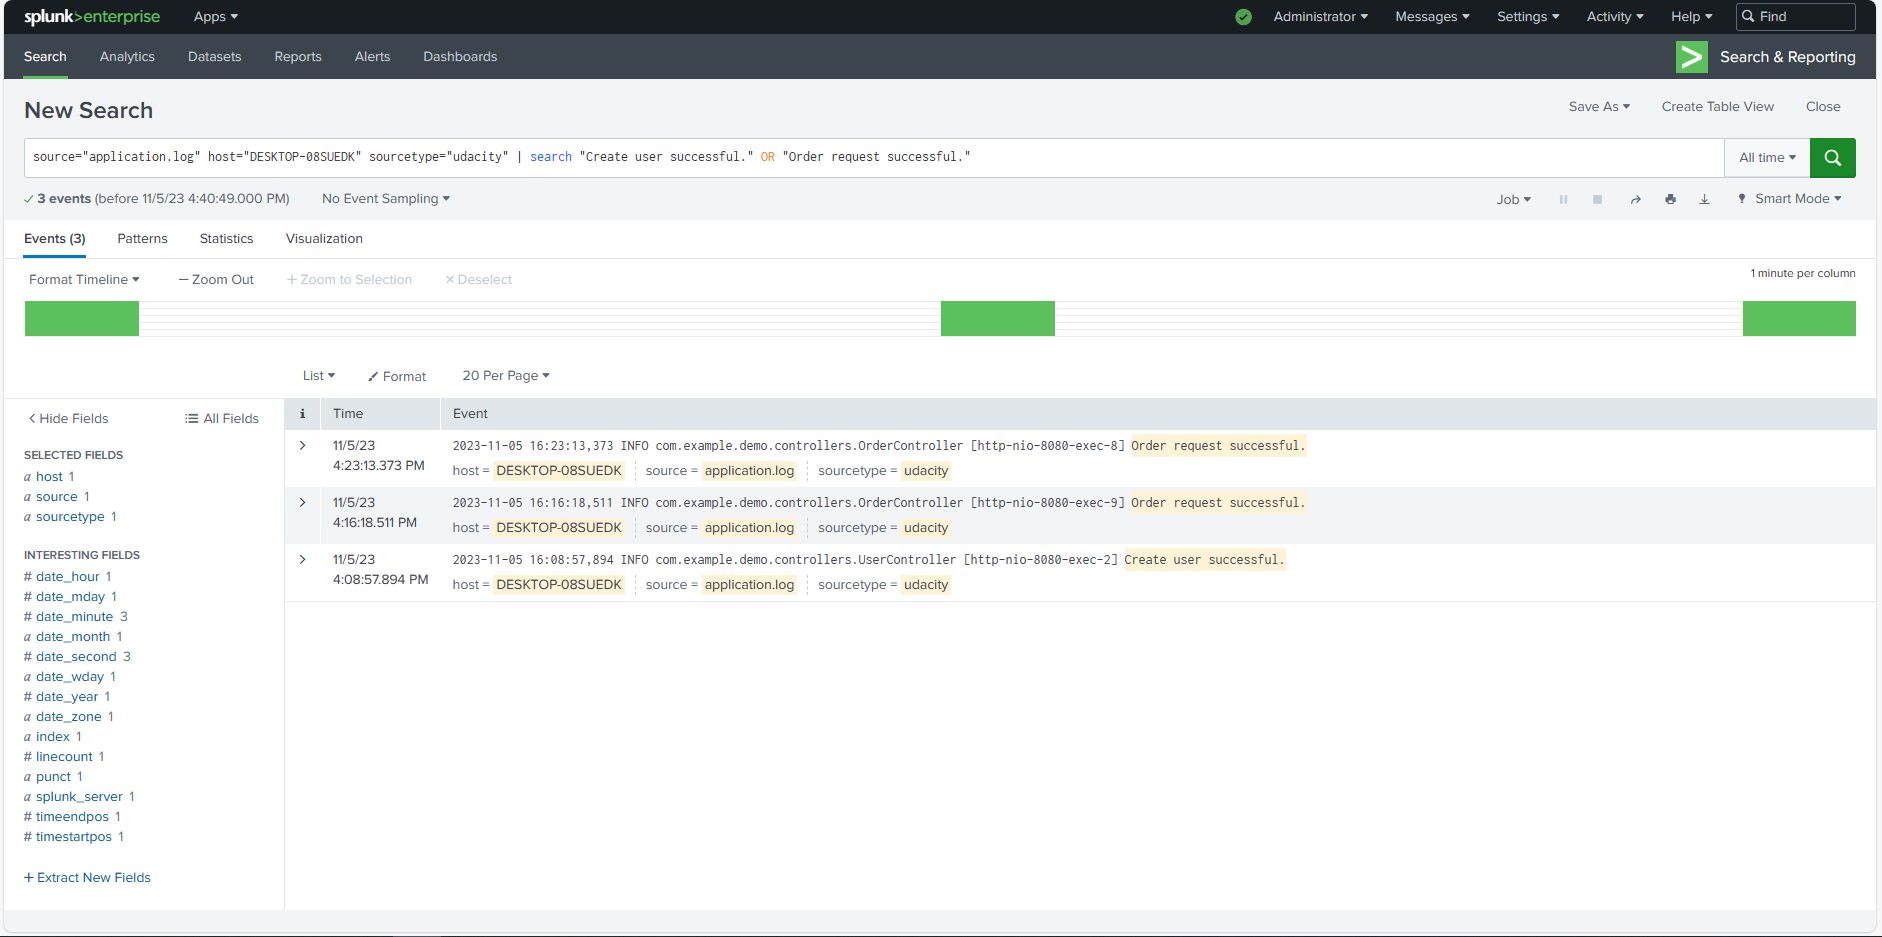 splunk>enterprise Apps Administrator Messages Settings Activity Help Find
Search Analytics Datasets Reports Alerts Dashboards Search & Reporting
New Search Save As Create Table View Close
source="application.log" host="DESKTOP-08SUEDK" sourcetype="udacity" | search "Create user successful." OR "Order request successful." All time
3 events (before 11/5/23 4:40:49.000 PM) No Event Sampling Job Smart Mode
Events (3) Patterns Statistics Visualization
Format Timeline — Zoom Out + Zoom to Selection × Deselect 1 minute per column
List Format 20 Per Page
< Hide Fields All Fields
SELECTED FIELDS
a host 1
a source 1
a sourcetype 1
INTERESTING FIELDS
# date_hour 1
# date_mday 1
# date_minute 3
a date_month 1
# date_second 3
a date_wday 1
# date_year 1
a date_zone 1
a index 1
# linecount 1
a punct 1
a splunk_server 1
# timeendpos 1
# timestartpos 1
+ Extract New Fields
i Time Event
11/5/23 2023-11-05 16:23:13,373 INFO com.example.demo.controllers.OrderController [http-nio-8080-exec-8] Order request successful.
4:23:13.373 PM host = DESKTOP-08SUEDK source = application.log sourcetype = udacity
11/5/23 2023-11-05 16:16:18,511 INFO com.example.demo.controllers.OrderController [http-nio-8080-exec-9] Order request successful.
4:16:18.511 PM host = DESKTOP-08SUEDK source = application.log sourcetype = udacity
11/5/23 2023-11-05 16:08:57,894 INFO com.example.demo.controllers.UserController [http-nio-8080-exec-2] Create user successful.
4:08:57.894 PM host = DESKTOP-08SUEDK source = application.log sourcetype = udacity